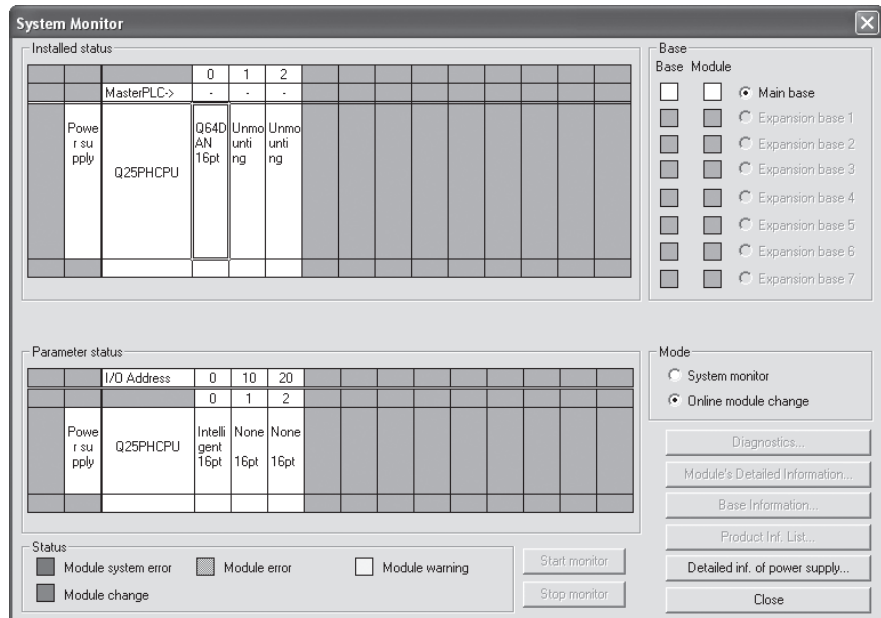 System Monitor
Installed status
0 1 2
MasterPLC-> - - -
Powe
r su
pply
Q25PHCPU
Q64D
AN
16pt
Unmo
unti
ng
Unmo
unti
ng
Base
Base Module
Main base
Expansion base 1
Expansion base 2
Expansion base 3
Expansion base 4
Expansion base 5
Expansion base 6
Expansion base 7
Parameter status
I/O Address 0 10 20
0 1 2
Powe
r su
pply
Q25PHCPU
Intelli
gent
16pt
None
16pt
None
16pt
Mode
System monitor
Online module change
Diagnostics...
Module's Detailed Information...
Base Information...
Product Inf. List...
Detailed inf. of power supply...
Close
Status
Module system error
Module error
Module warning
Module change
Start monitor
Stop monitor